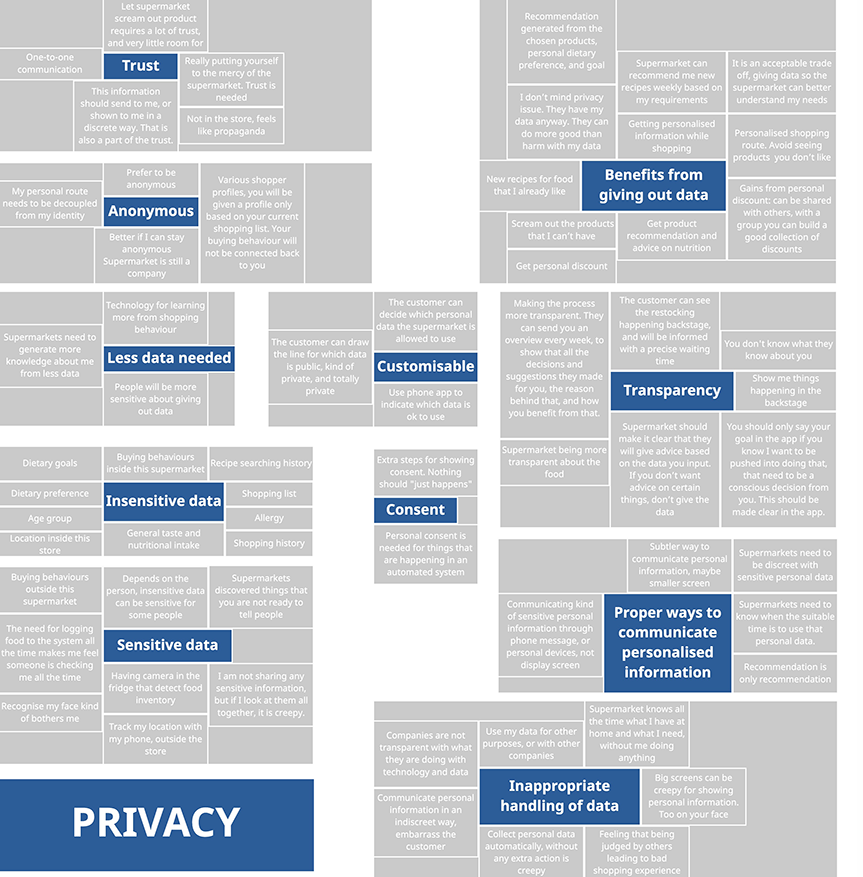 Let supermarket
scream out product
requires a lot of trust,
and very little room for
One-to-one
communication
Trust
Really putting yourself
to the mercy of the
supermarket. Trust is
needed
This information
should send to me, or
shown to me in a
discrete way. That is
also a part of the trust.
Not in the store, feels
like propaganda
Prefer to be
anonymous
My personal route
needs to be decoupled
from my identity
Anonymous
Various shopper
profiles, you will be
given a profile only
based on your current
shopping list. Your
buying behaviour will
not be connected back
to you
Better if I can stay
anonymous
Supermarket is still a
company
Recommendation
generated from the
chosen products,
personal dietary
preference, and goal
Supermarket can
recommend me new
recipes weekly based on
my requirements
It is an acceptable trade
off, giving data so the
supermarket can better
understand my needs
I don't mind privacy
issue. They have my
data anyway. They can
do more good than
harm with my data
Getting personalised
information while
shopping
Personalised shopping
route. Avoid seeing
products you don't like
New recipes for food
that I already like
Benefits from
giving out data
Gains from personal
discount: can be shared
with others, with a
group you can build a
good collection of
discounts
Scream out the products
that I can't have
Get product
recommendation and
advice on nutrition
Get personal discount
Technology for learning
more from shopping
behaviour
Supermarkets need to
generate more
knowledge about me
from less data
Less data needed
People will be more
sensitive about giving
out data
The customer can
decide which personal
data the supermarket is
allowed to use
The customer can draw
the line for which data
is public, kind of
private, and totally
private
Customisable
Use phone app to
indicate which data is
ok to use
Making the process
more transparent. They
can send you an
overview every week, to
show that all the
decisions and
suggestions they made
for you, the reason
behind that, and how
you benefit from that.
The customer can see
the restocking
happening backstage,
and will be informed
with a precise waiting
time
You don't know what they
know about you
Transparency
Show me things
happening in the
backstage
Supermarket being more
transparent about the
food
Supermarket should
make it clear that they
will give advice based
on the data you input.
If you don't want
advice on certain
things, don't give the
data
You should only say your
goal in the app if you
know I want to be
pushed into doing that,
that need to be a
conscious decision from
you. This should be
made clear in the app.
Dietary goals
Buying behaviours
inside this supermarket
Recipe searching history
Dietary preference
Insensitive data
Shopping list
Age group
Allergy
Location inside this
store
General taste and
nutritional intake
Shopping history
Extra steps for showing
consent. Nothing
should "just happens"
Consent
Personal consent is
needed for things that
are happening in an
automated system
Buying behaviours
outside this
supermarket
Depends on the
person, insensitive data
can be sensitive for
some people
Supermarkets
discovered things that
you are not ready to
tell people
The need for logging
food to the system all
the time makes me feel
someone is checking
me all the time
Sensitive data
Having camera in the
fridge that detect food
inventory
I am not sharing any
sensitive information,
but if I look at them all
together, it is creepy.
Recognise my face kind
of bothers me
Track my location with
my phone, outside the
store
Subtler way to
communicate personal
information, maybe
smaller screen
Supermarkets need to
be discreet with
sensitive personal data
Communicating kind
of sensitive personal
information through
phone message, or
personal devices, not
display screen
Proper ways to
communicate
personalised
information
Supermarkets need to
know when the suitable
time is to use that
personal data.
Recommendation is
only recommendation
Supermarket knows all
the time what I have at
home and what I need,
without me doing
anything
Companies are not
transparent with what
they are doing with
technology and data
Use my data for other
purposes, or with other
companies
Inappropriate
handling of data
Big screens can be
creepy for showing
personal information.
Too on your face
Communicate personal
information in an
indiscreet way,
embarrass the
customer
Collect personal data
automatically, without
any extra action is
creepy
Feeling that being
judged by others
leading to bad
shopping experience
PRIVACY